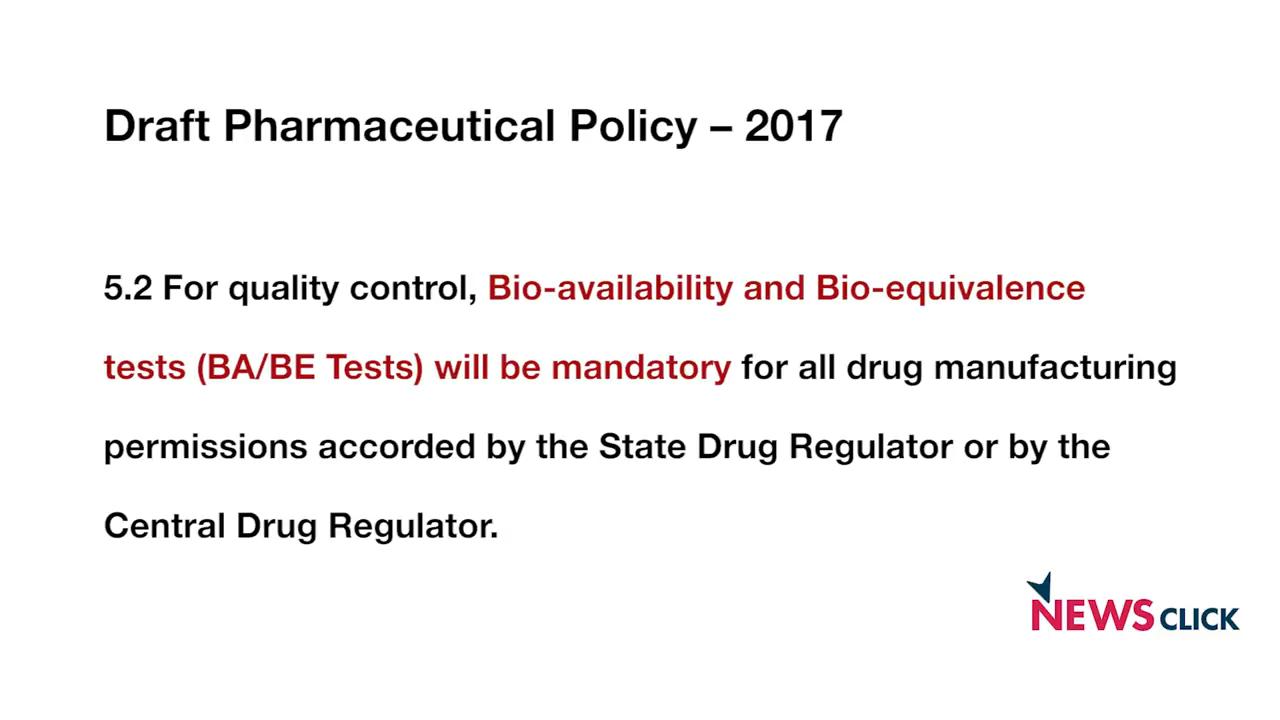 Draft Pharmaceutical Policy – 2017
5.2 For quality control, Bio-availability and Bio-equivalence
tests (BA/BE Tests) will be mandatory for all drug manufacturing
permissions accorded by the State Drug Regulator or by the
Central Drug Regulator.
NEWSCLICK